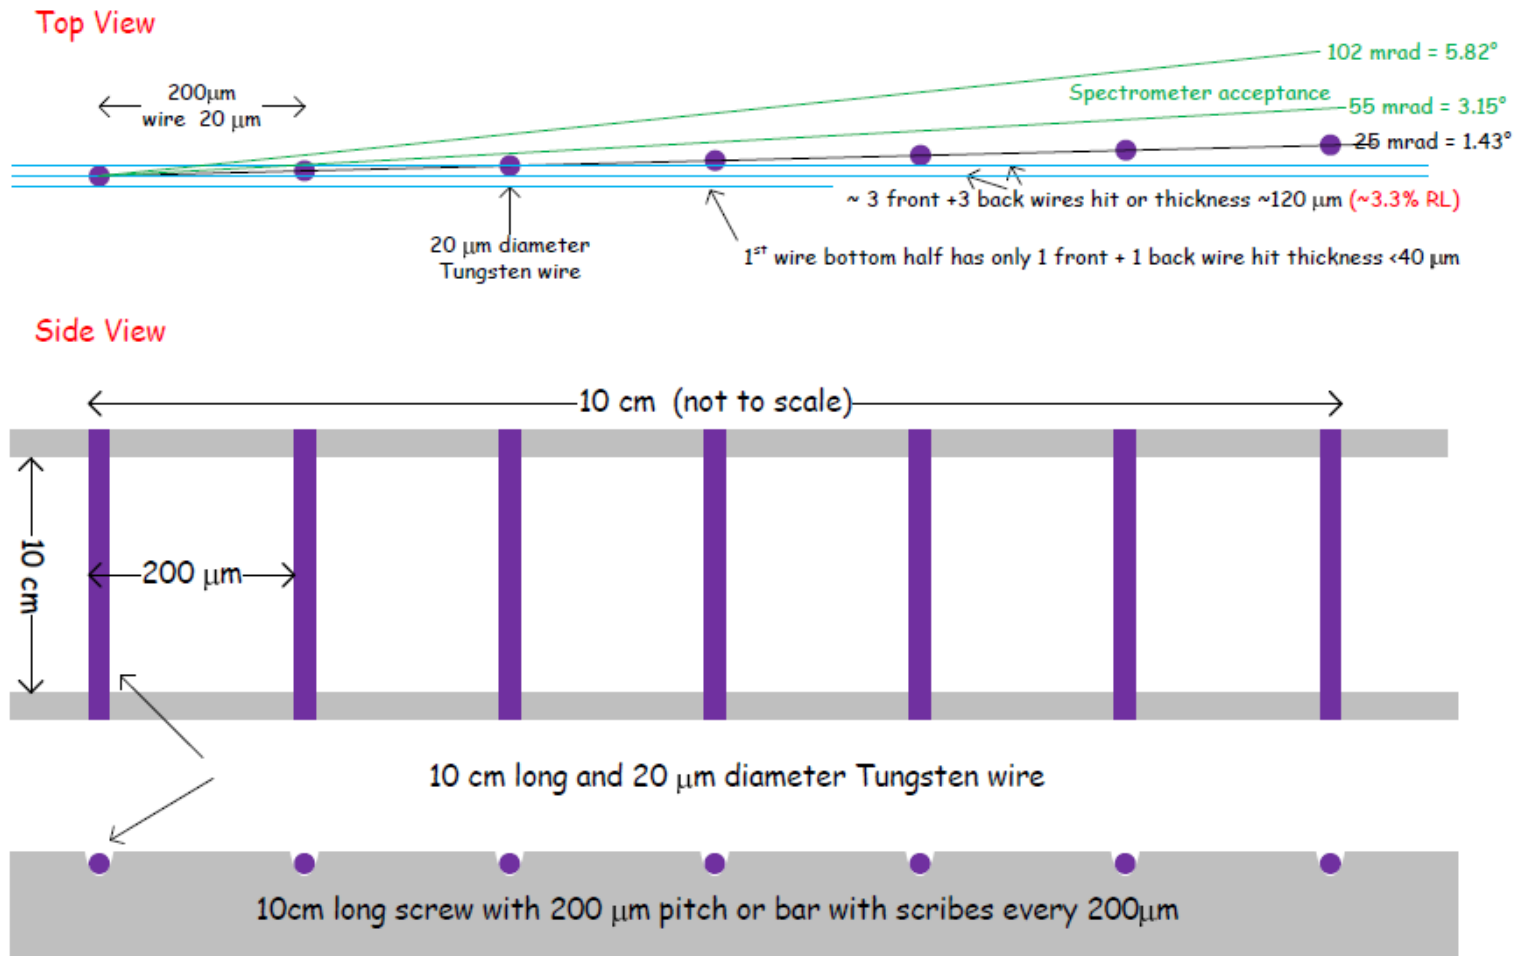 Top View
102 mrad = 5.82°
Spectrometer acceptance
200μm
wire 20 μm
55 mrad = 3.15°
25 mrad = 1.43°
~ 3 front +3 back wires hit or thickness ~120 μm (~3.3% RL)
20 μm diameter
Tungsten wire
1st wire bottom half has only 1 front + 1 back wire hit thickness <40 μm
Side View
10 cm (not to scale)
10 cm
200 μm
10 cm long and 20 μm diameter Tungsten wire
10cm long screw with 200 μm pitch or bar with scribes every 200μm